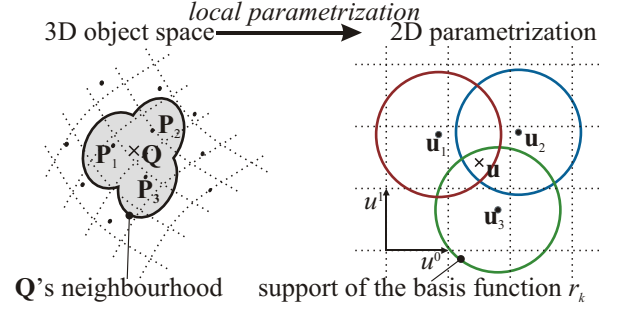 local parametrization
3D object space
2D parametrization
P₂
P₁
Q
P₃
u₁
u₂
u
u₃
u¹
u⁰
Q's neighbourhood
support of the basis function rₖ